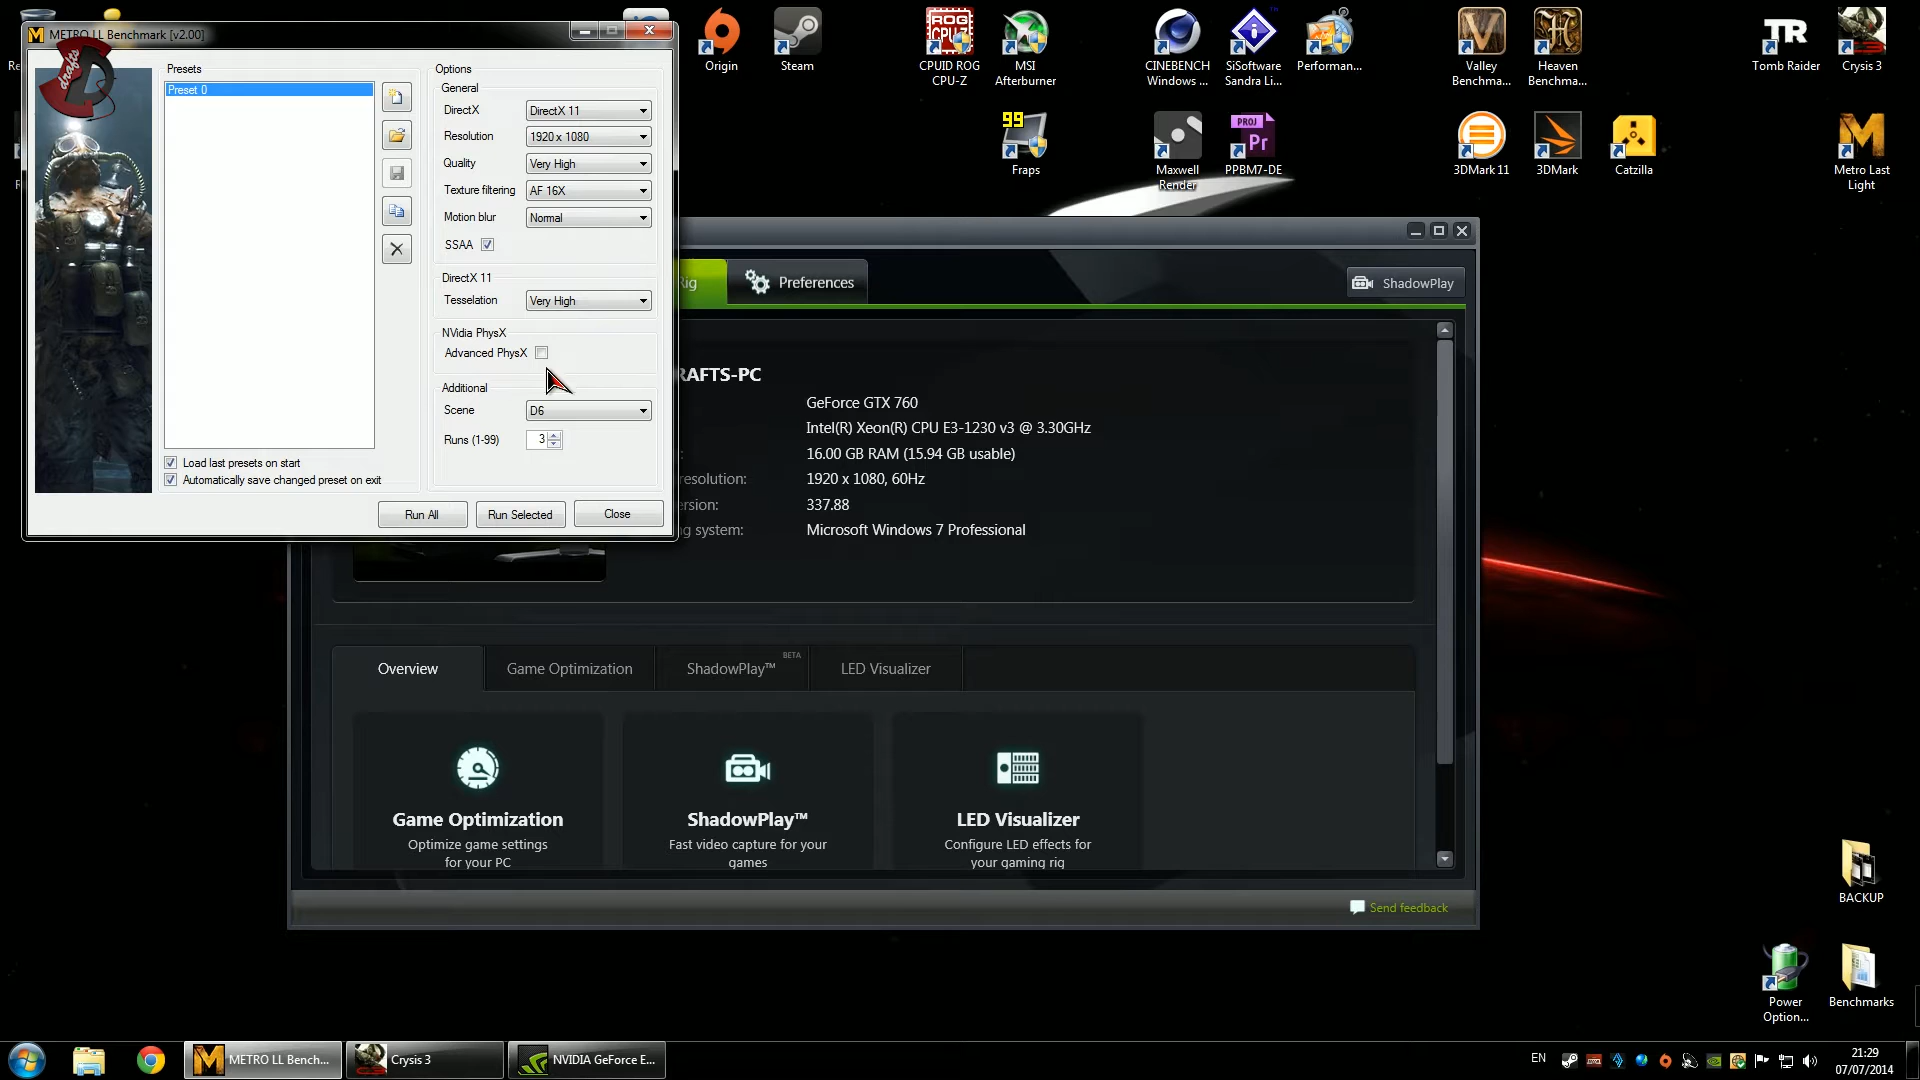 METRO LL Benchmark [v2.00]
drafts
Presets
Preset 0
Load last presets on start
Automatically save changed preset on exit
Options
General
DirectX
DirectX 11
Resolution
1920 x 1080
Quality
Very High
Texture filtering
AF 16X
Motion blur
Normal
SSAA
DirectX 11
Tesselation
Very High
NVidia PhysX
Advanced PhysX
Additional
Scene
D6
Runs (1-99)
3
Run All
Run Selected
Close
Origin
Steam
CPUID ROG
CPU-Z
MSI
Afterburner
CINEBENCH
Windows ...
SiSoftware
Sandra Li...
Performan...
Valley
Benchma...
Heaven
Benchma...
TR
Tomb Raider
Crysis 3
99
Fraps
Maxwell
Render
PROJ
Pr
PPBM7-DE
3DMark 11
3DMark
Catzilla
Metro Last
Light
Rig
Preferences
ShadowPlay
RAFTS-PC
GeForce GTX 760
Intel(R) Xeon(R) CPU E3-1230 v3 @ 3.30GHz
16.00 GB RAM (15.94 GB usable)
resolution:
1920 x 1080, 60Hz
ersion:
337.88
ng system:
Microsoft Windows 7 Professional
Overview
Game Optimization
ShadowPlay™
BETA
LED Visualizer
Game Optimization
Optimize game settings
for your PC
ShadowPlay™
Fast video capture for your
games
LED Visualizer
Configure LED effects for
your gaming rig
Send feedback
BACKUP
Power
Option...
Benchmarks
METRO LL Bench...
Crysis 3
NVIDIA GeForce E...
EN
21:29
07/07/2014